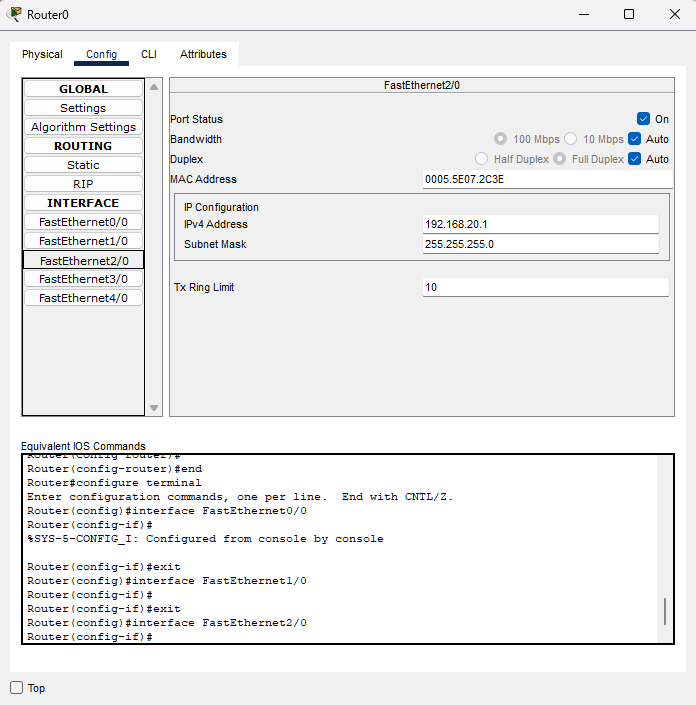 Router0
Physical Config CLI Attributes
GLOBAL
Settings
Algorithm Settings
ROUTING
Static
RIP
INTERFACE
FastEthernet0/0
FastEthernet1/0
FastEthernet2/0
FastEthernet3/0
FastEthernet4/0
FastEthernet2/0
Port Status On
Bandwidth 100 Mbps 10 Mbps Auto
Duplex Half Duplex Full Duplex Auto
MAC Address 0005.5E07.2C3E
IP Configuration
IPv4 Address 192.168.20.1
Subnet Mask 255.255.255.0
Tx Ring Limit 10
Equivalent IOS Commands
Router(config-router)#
Router(config-router)#end
Router#configure terminal
Enter configuration commands, one per line. End with CNTL/Z.
Router(config)#interface FastEthernet0/0
Router(config-if)#
%SYS-5-CONFIG_I: Configured from console by console
Router(config-if)#exit
Router(config)#interface FastEthernet1/0
Router(config-if)#
Router(config-if)#exit
Router(config)#interface FastEthernet2/0
Router(config-if)#
Top